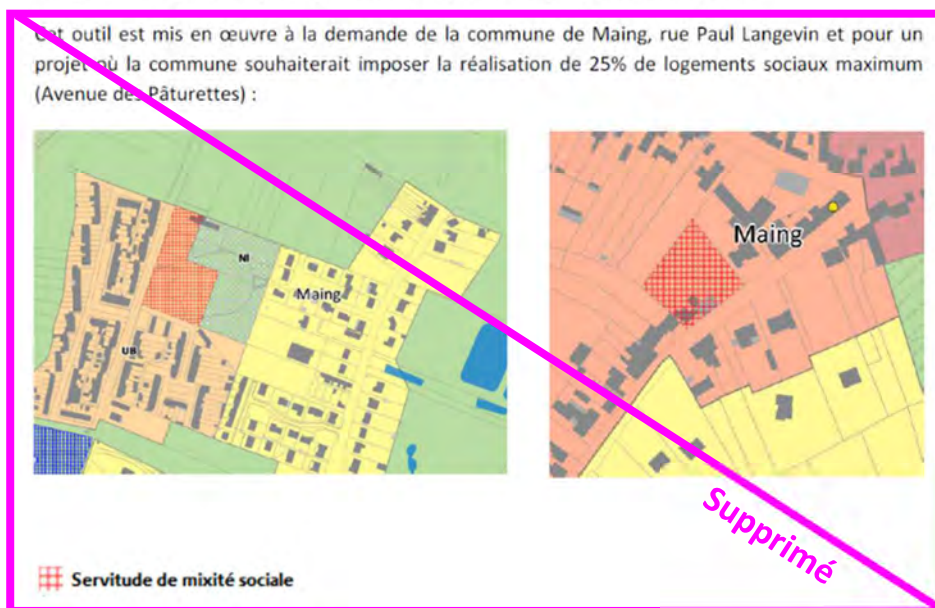 Cet outil est mis en œuvre à la demande de la commune de Maing, rue Paul Langevin et pour un
projet où la commune souhaiterait imposer la réalisation de 25% de logements sociaux maximum
(Avenue des Pâturettes) :
NI
Maing
UB
Maing
Supprimé
Servitude de mixité sociale